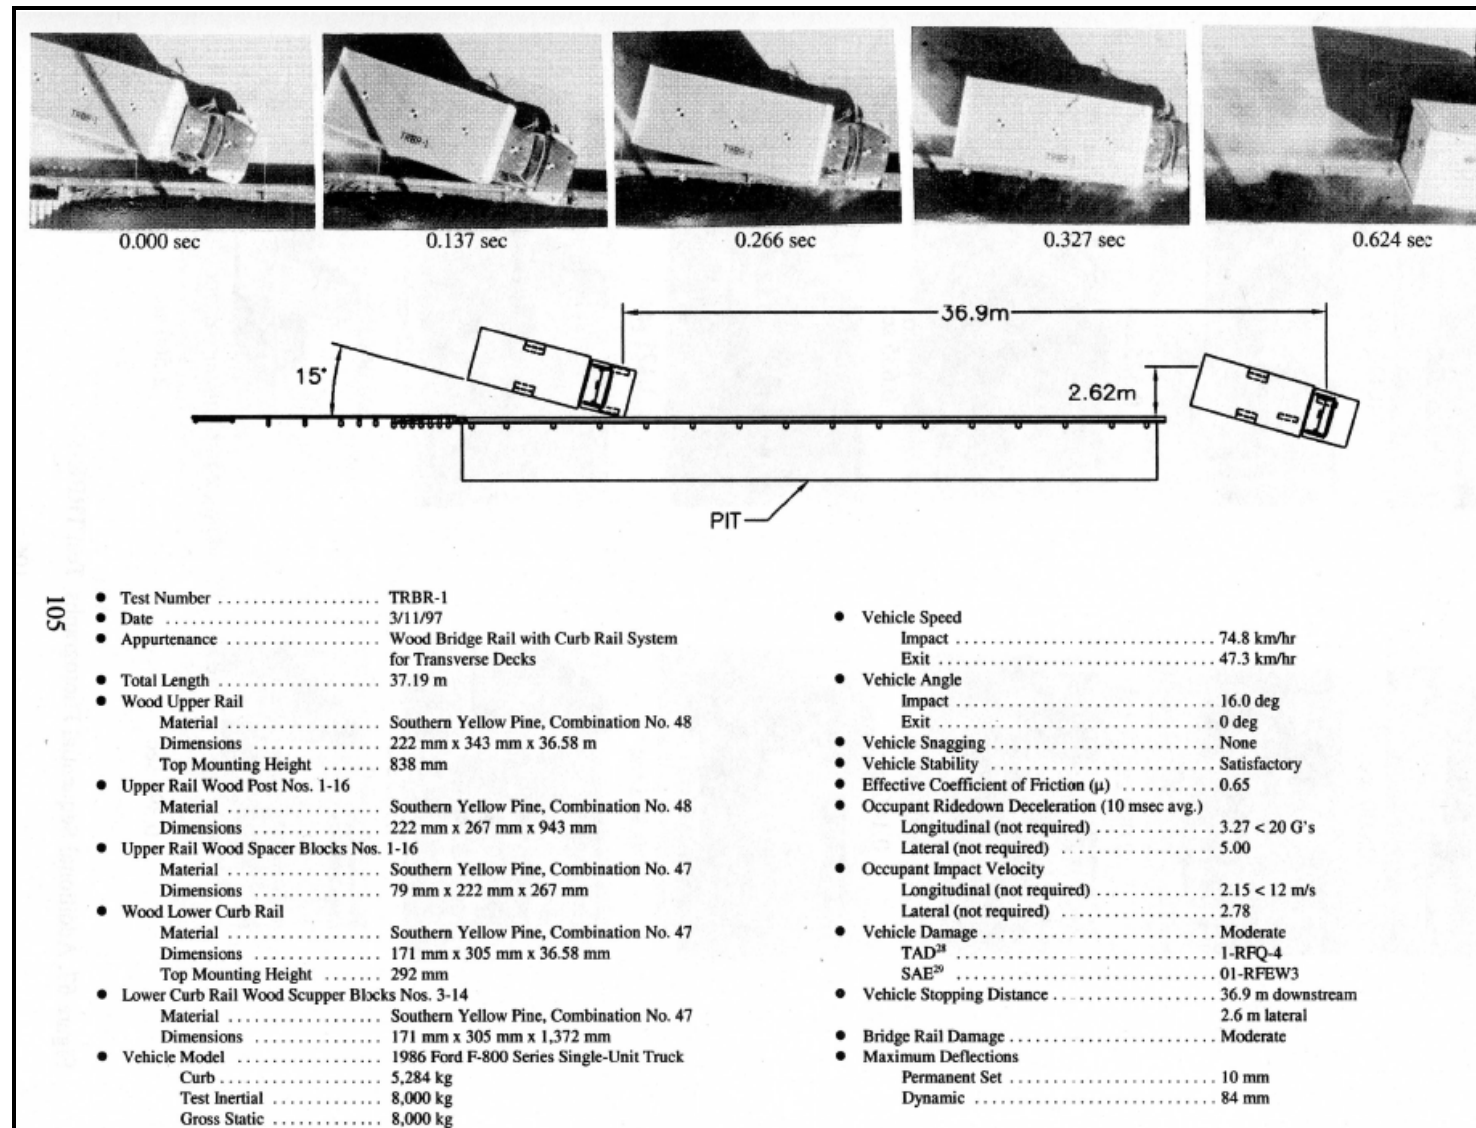 TRBR-1
TRBR-1
TRBR-1
TRBR-1
0.000 sec
0.137 sec
0.266 sec
0.327 sec
0.624 sec
36.9m
15°
2.62m
PIT
105
● Test Number ................... TRBR-1
● Date ................... 3/11/97
● Appurtenance ................... Wood Bridge Rail with Curb Rail System
for Transverse Decks
● Total Length ................... 37.19 m
● Wood Upper Rail
Material ................... Southern Yellow Pine, Combination No. 48
Dimensions ................... 222 mm x 343 mm x 36.58 m
Top Mounting Height ....... 838 mm
● Upper Rail Wood Post Nos. 1-16
Material ................... Southern Yellow Pine, Combination No. 48
Dimensions ................... 222 mm x 267 mm x 943 mm
● Upper Rail Wood Spacer Blocks Nos. 1-16
Material ................... Southern Yellow Pine, Combination No. 47
Dimensions ................... 79 mm x 222 mm x 267 mm
● Wood Lower Curb Rail
Material ................... Southern Yellow Pine, Combination No. 47
Dimensions ................... 171 mm x 305 mm x 36.58 mm
Top Mounting Height ....... 292 mm
● Lower Curb Rail Wood Scupper Blocks Nos. 3-14
Material ................... Southern Yellow Pine, Combination No. 47
Dimensions ................... 171 mm x 305 mm x 1,372 mm
● Vehicle Model ................... 1986 Ford F-800 Series Single-Unit Truck
Curb ................... 5,284 kg
Test Inertial ............. 8,000 kg
Gross Static ............. 8,000 kg
● Vehicle Speed
Impact ................... 74.8 km/hr
Exit ................... 47.3 km/hr
● Vehicle Angle
Impact ................... 16.0 deg
Exit ................... 0 deg
● Vehicle Snagging ................... None
● Vehicle Stability ................... Satisfactory
● Effective Coefficient of Friction (μ) .......... 0.65
● Occupant Ridedown Deceleration (10 msec avg.)
Longitudinal (not required) ............. 3.27 < 20 G's
Lateral (not required) ................... 5.00
● Occupant Impact Velocity
Longitudinal (not required) ............. 2.15 < 12 m/s
Lateral (not required) ................... 2.78
● Vehicle Damage ................... Moderate
TAD²⁸ ................... 1-RFQ-4
SAE²⁹ ................... 01-RFEW3
● Vehicle Stopping Distance ................... 36.9 m downstream
2.6 m lateral
● Bridge Rail Damage ................... Moderate
● Maximum Deflections
Permanent Set ................... 10 mm
Dynamic ................... 84 mm